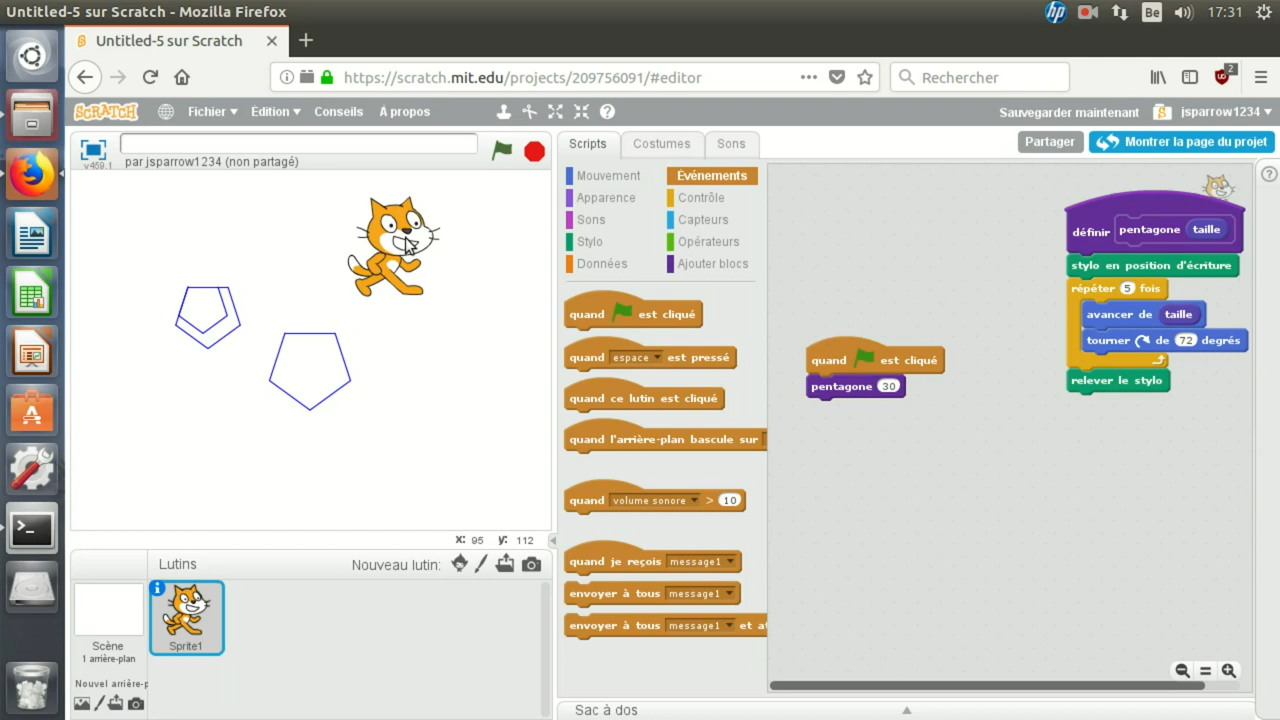 Untitled-5 sur Scratch - Mozilla Firefox
Be 17:31
Untitled-5 sur Scratch
https://scratch.mit.edu/projects/209756091/#editor
Rechercher
2
SCRATCH Fichier Édition Conseils À propos
Sauvegarder maintenant jsparrow1234
v459.1
par jsparrow1234 (non partagé)
Scripts Costumes Sons
Partager Montrer la page du projet
Mouvement Événements
Apparence Contrôle
Sons Capteurs
Stylo Opérateurs
Données Ajouter blocs
quand est cliqué
quand espace est pressé
quand ce lutin est cliqué
quand l'arrière-plan bascule sur
quand volume sonore > 10
quand je reçois message1
envoyer à tous message1
envoyer à tous message1 et at
quand est cliqué
pentagone 30
définir pentagone taille
stylo en position d'écriture
répéter 5 fois
avancer de taille
tourner de 72 degrés
relever le stylo
x: 95 y: 112
Lutins Nouveau lutin:
Scène
1 arrière-plan
Sprite1
Nouvel arrière-p
Sac à dos